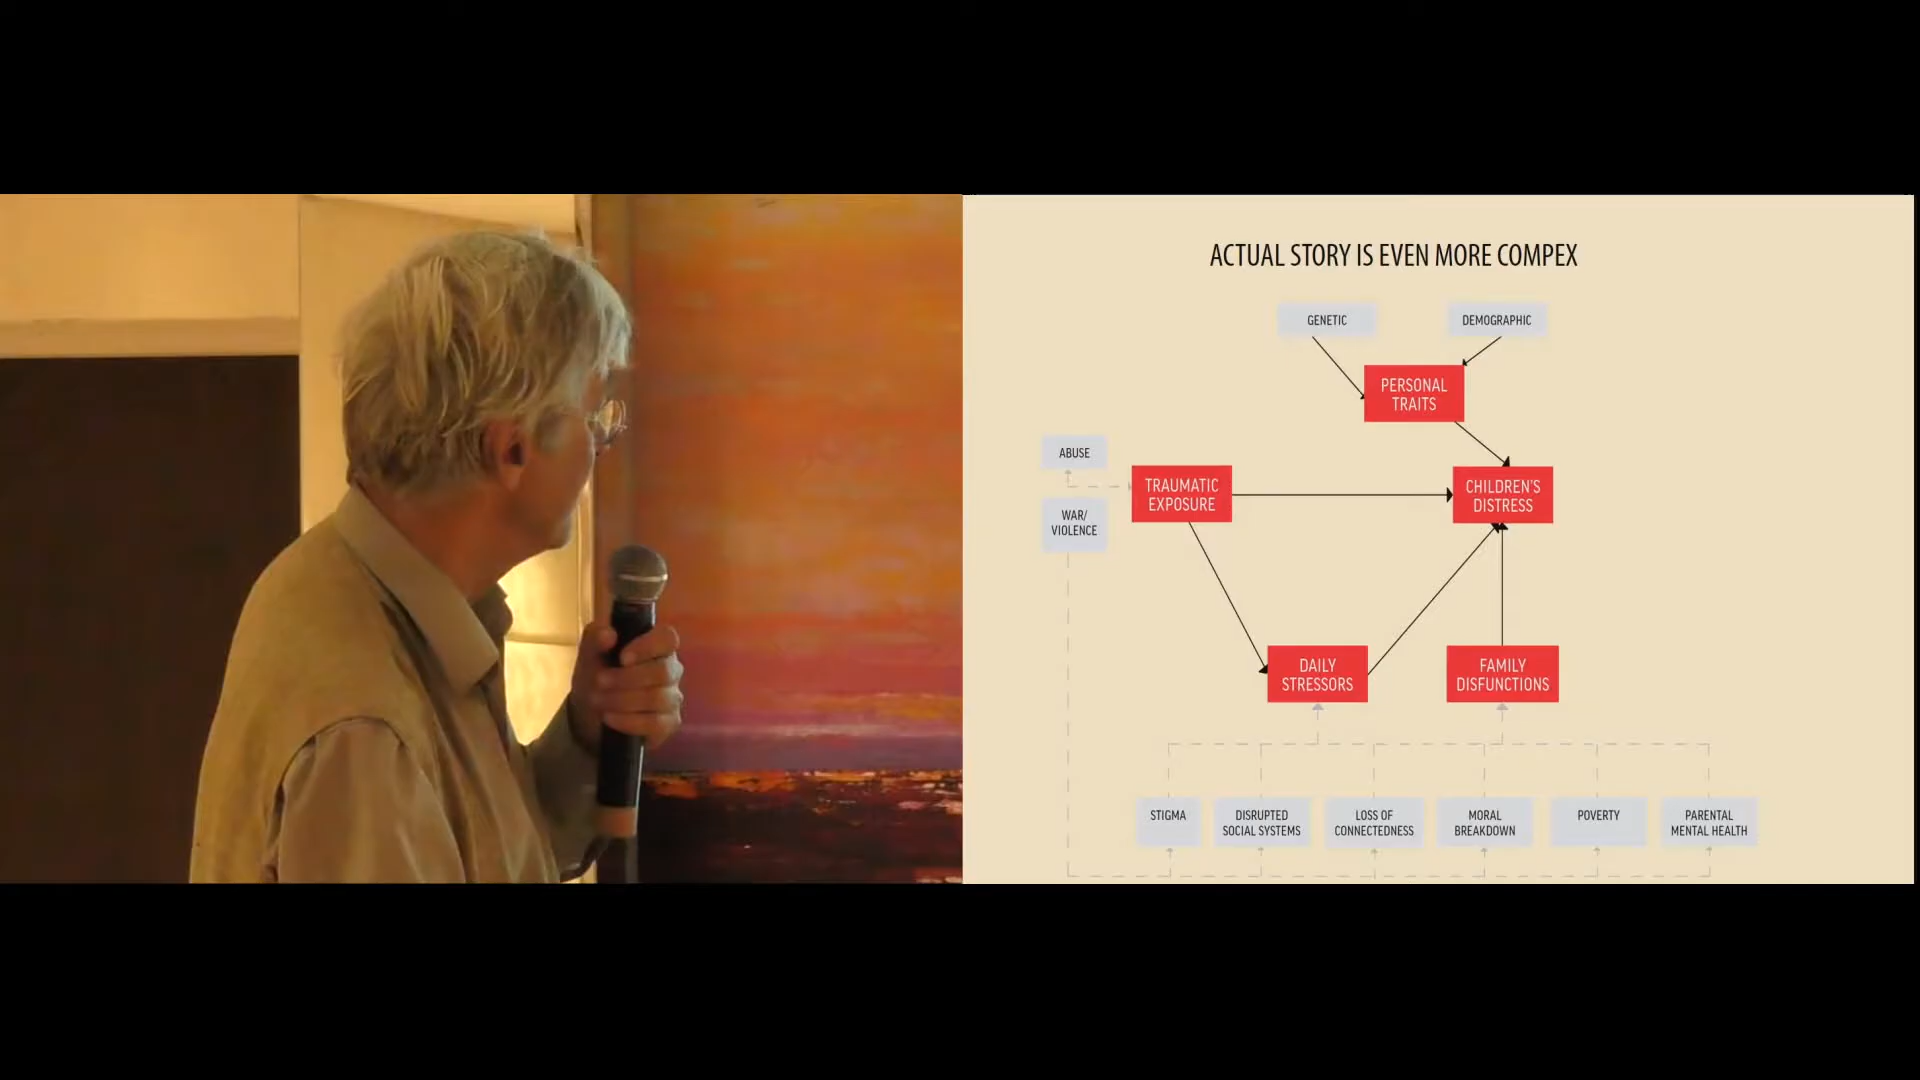 ACTUAL STORY IS EVEN MORE COMPEX
GENETIC
DEMOGRAPHIC
PERSONAL
TRAITS
ABUSE
TRAUMATIC
EXPOSURE
CHILDREN'S
DISTRESS
WAR/
VIOLENCE
DAILY
STRESSORS
FAMILY
DISFUNCTIONS
STIGMA
DISRUPTED
SOCIAL SYSTEMS
LOSS OF
CONNECTEDNESS
MORAL
BREAKDOWN
POVERTY
PARENTAL
MENTAL HEALTH